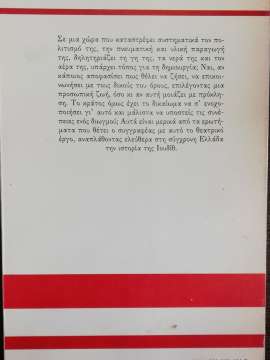 Σε μια χώρα που καταστρέφει συστηματικά τον πο-
λιτισμό της, την πνευματική και υλική παραγωγή
της, δηλητηριάζει τη γη της, τα νερά της και τον
αέρα της, υπάρχει τόπος για τη δημιουργία; Ναι, αν
κάποιος αποφασίσει πως θέλει να ζήσει, να επικοι-
νωνήσει με τους δικούς του όρους, επιλέγοντας μια
προσωπική ζωή, όσο κι αν αυτή μοιάζει με πρόκλη-
ση. Το κράτος όμως έχει το δικαίωμα να σ' ενοχο-
ποιήσει γι' αυτό και μάλιστα να υποστείς τις συνέ-
πειες ενός διωγμού; Αυτά είναι μερικά από τα ερωτή-
ματα που θέτει ο συγγραφέας με αυτό το θεατρικό
έργο, αναπλάθοντας ελεύθερα στη σύγχρονη Ελλάδα
την ιστορία της Ιουδίθ.